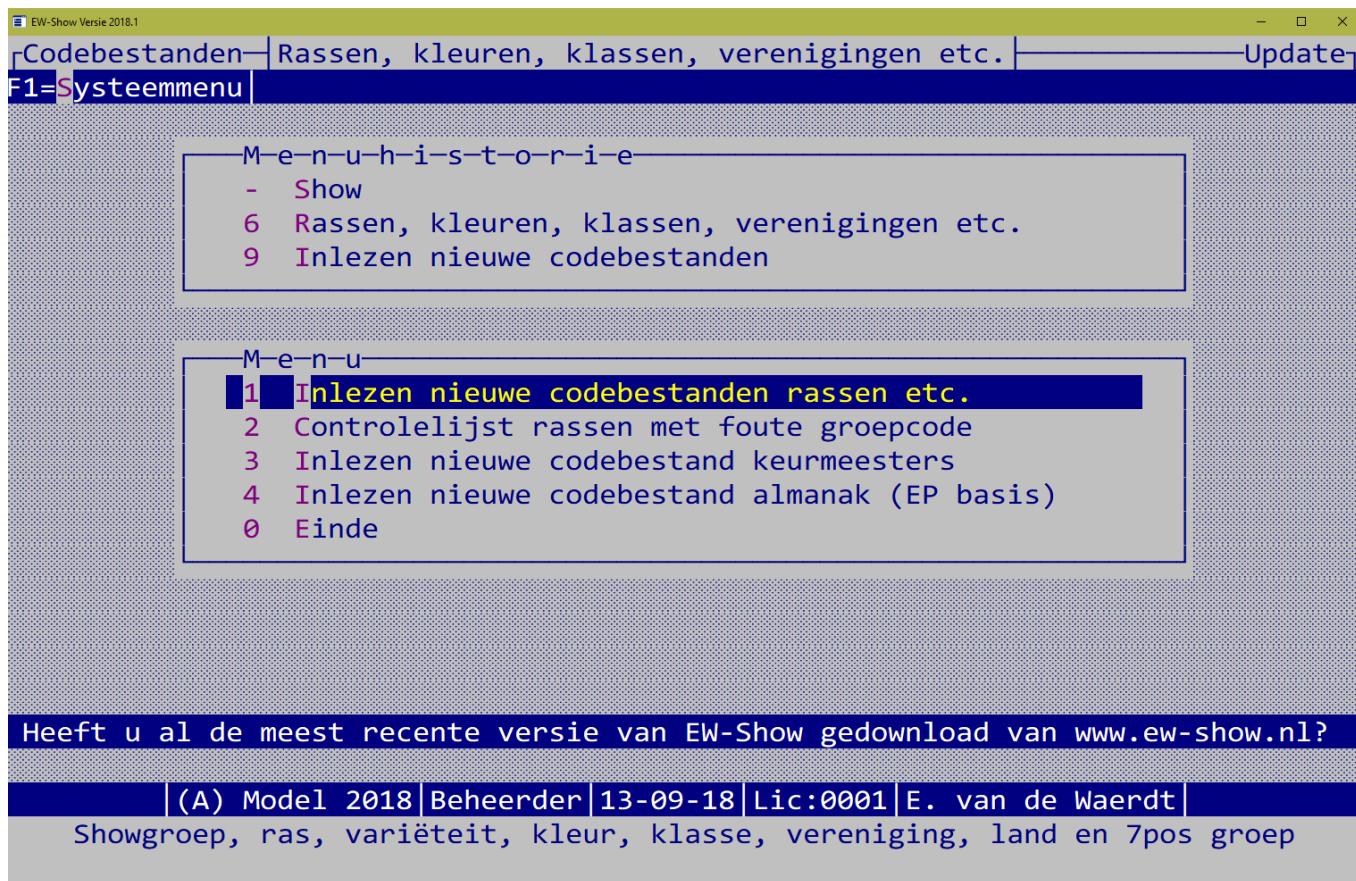 EW-Show Versie 2018.1
Codebestanden Rassen, kleuren, klassen, verenigingen etc. Update
F1=Systeemmenu
Menuhistorie
- Show
6 Rassen, kleuren, klassen, verenigingen etc.
9 Inlezen nieuwe codebestanden
Menu
1 Inlezen nieuwe codebestanden rassen etc.
2 Controlelijst rassen met foute groepcode
3 Inlezen nieuwe codebestand keurmeesters
4 Inlezen nieuwe codebestand almanak (EP basis)
0 Einde
Heeft u al de meest recente versie van EW-Show gedownload van www.ew-show.nl?
(A) Model 2018 Beheerder 13-09-18 Lic:0001 E. van de Waerdt
Showgroep, ras, variëteit, kleur, klasse, vereniging, land en 7pos groep